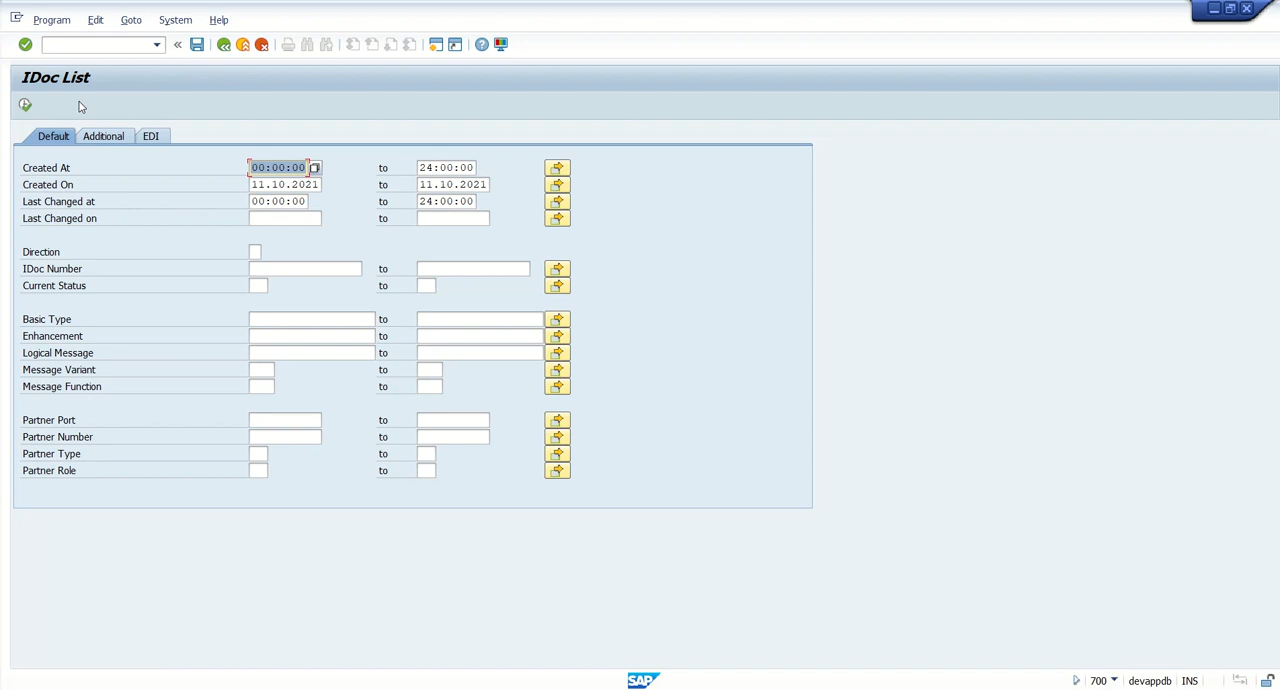 Program Edit Goto System Help
IDoc List
Default Additional EDI
Created At 00:00:00 to 24:00:00
Created On 11.10.2021 to 11.10.2021
Last Changed at 00:00:00 to 24:00:00
Last Changed on to
Direction
IDoc Number to
Current Status to
Basic Type to
Enhancement to
Logical Message to
Message Variant to
Message Function to
Partner Port to
Partner Number to
Partner Type to
Partner Role to
SAP 700 devappdb INS